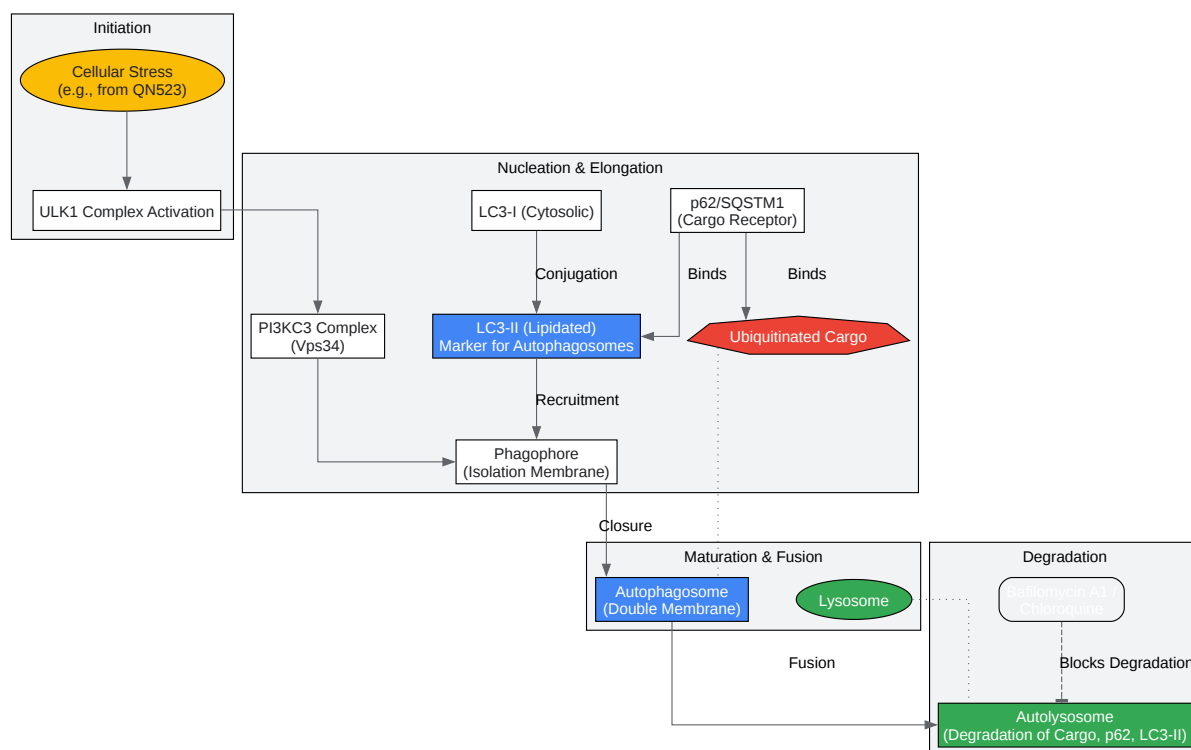 Initiation
Cellular Stress
(e.g., from QN523)
ULK1 Complex Activation
Nucleation & Elongation
LC3-I (Cytosolic)
p62/SQSTM1
(Cargo Receptor)
Conjugation
Binds
Binds
PI3KC3 Complex
(Vps34)
LC3-II (Lipidated)
Marker for Autophagosomes
Ubiquitinated Cargo
Recruitment
Phagophore
(Isolation Membrane)
Closure
Maturation & Fusion
Autophagosome
(Double Membrane)
Lysosome
Fusion
Degradation
Bafilomycin A1 /
Chloroquine
Blocks Degradation
Autolysosome
(Degradation of Cargo, p62, LC3-II)